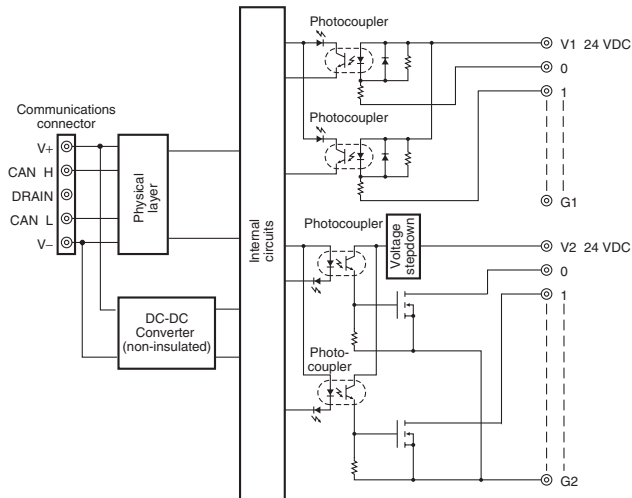 Photocoupler
V1 24 VDC
0
1
Photocoupler
G1
Communications
connector
V+
CAN H
DRAIN
CAN L
V−
Physical
layer
DC-DC
Converter
(non-insulated)
Internal
circuits
Photocoupler
Voltage
stepdown
V2 24 VDC
0
1
Photo-
coupler
G2